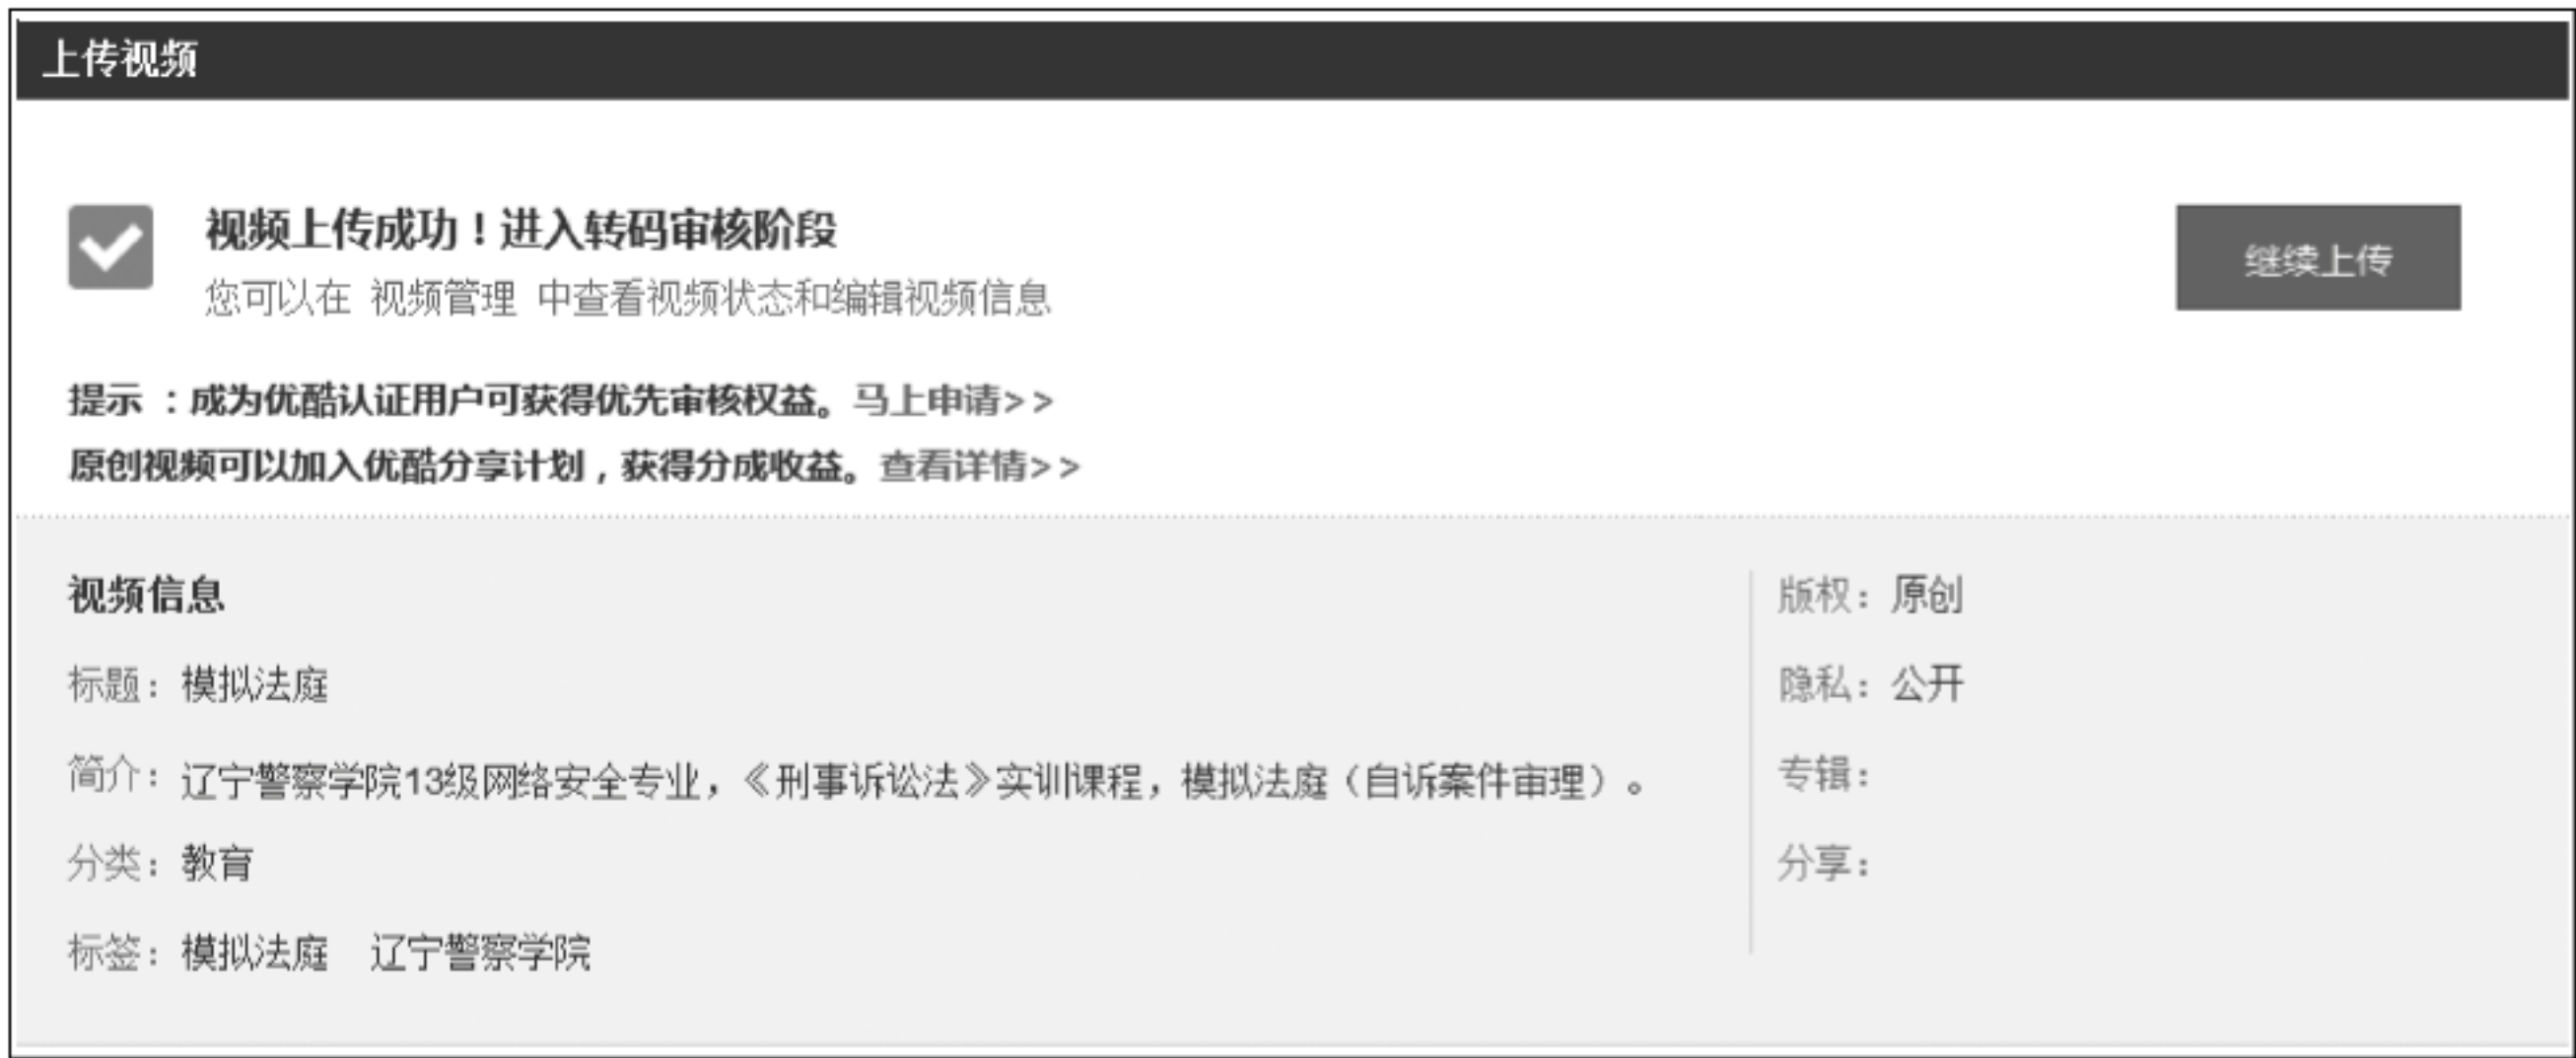 上传视频
视频上传成功！进入转码审核阶段
您可以在 视频管理 中查看视频状态和编辑视频信息
继续上传
提示 ：成为优酷认证用户可获得优先审核权益。马上申请>>
原创视频可以加入优酷分享计划，获得分成收益。查看详情>>
视频信息
标题：模拟法庭
简介：辽宁警察学院13级网络安全专业，《刑事诉讼法》实训课程，模拟法庭（自诉案件审理）。
分类：教育
标签：模拟法庭 辽宁警察学院
版权：原创
隐私：公开
专辑：
分享：